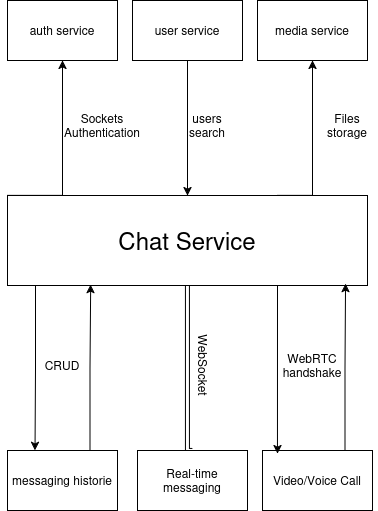 auth service
user service
media service
Sockets
Authentication
users
search
Files
storage
Chat Service
CRUD
WebSocket
WebRTC
handshake
messaging historie
Real-time
messaging
Video/Voice Call